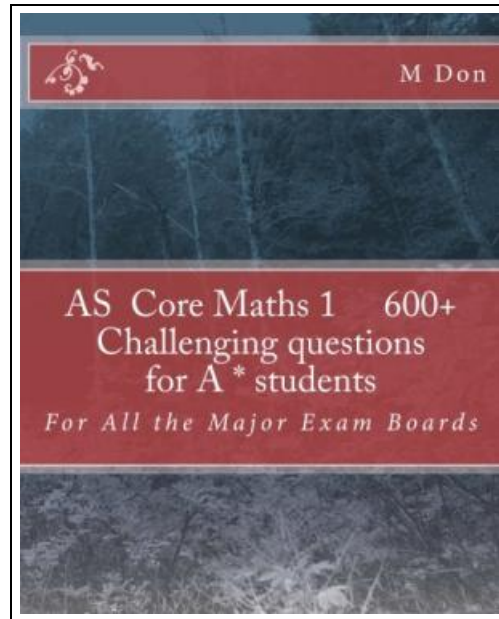 M Don
AS Core Maths 1 600+
Challenging questions
for A * students
For All the Major Exam Boards